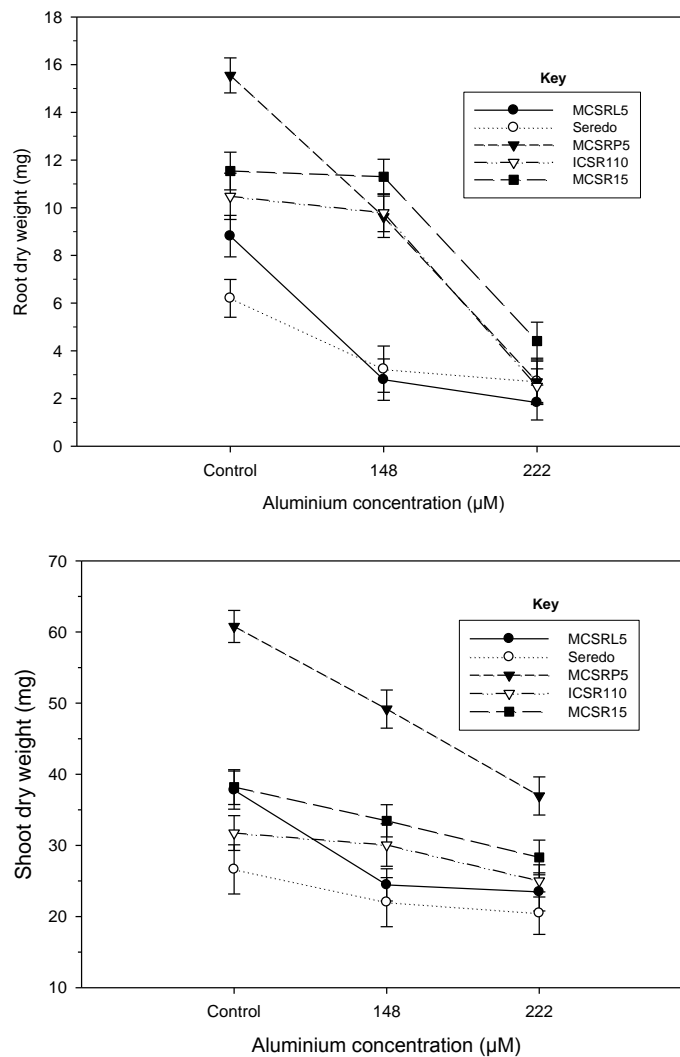 18
16
14
12
10
8
6
4
2
0
Root dry weight (mg)
Key
MCSRL5
Seredo
MCSRP5
ICSR110
MCSR15
Control 148 222
Aluminium concentration (µM)
70
60
50
40
30
20
10
Shoot dry weight (mg)
Key
MCSRL5
Seredo
MCSRP5
ICSR110
MCSR15
Control 148 222
Aluminium concentration (µM)